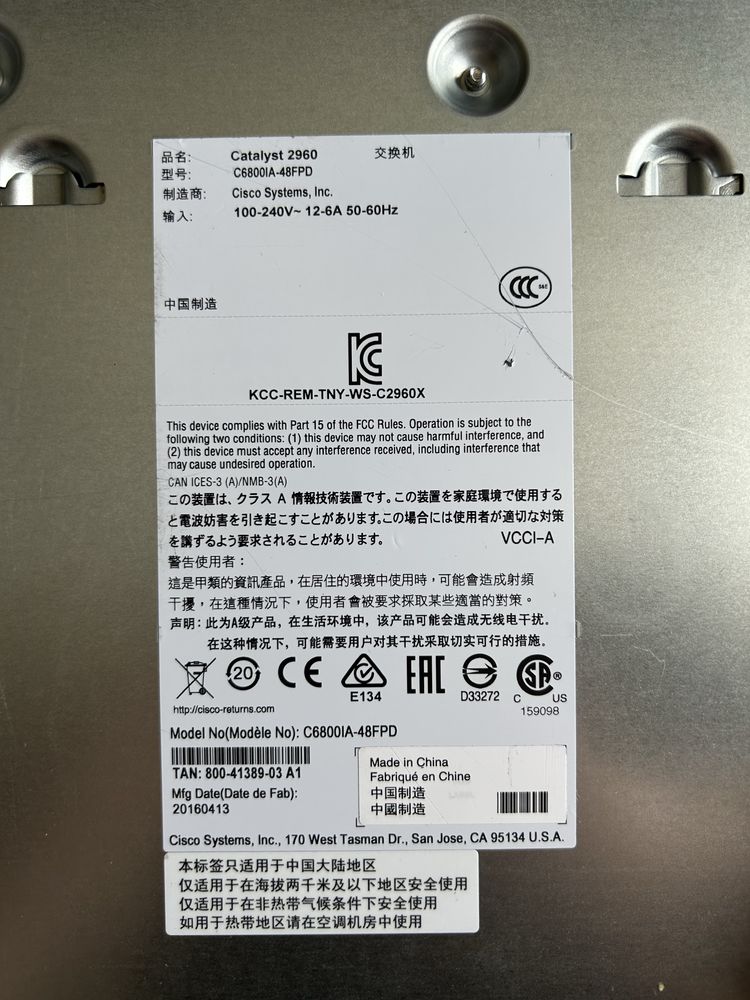 品名: Catalyst 2960 交换机
型号: C6800IA-48FPD
制造商: Cisco Systems, Inc.
输入: 100-240V~ 12-6A 50-60Hz
中国制造
CCC S&E
KC
KCC-REM-TNY-WS-C2960X
This device complies with Part 15 of the FCC Rules. Operation is subject to the
following two conditions: (1) this device may not cause harmful interference, and
(2) this device must accept any interference received, including interference that
may cause undesired operation.
CAN ICES-3 (A)/NMB-3(A)
この装置は、クラス A 情報技術装置です。この装置を家庭環境で使用する
と電波妨害を引き起こすことがあります。この場合には使用者が適切な対策
を講ずるよう要求されることがあります。 VCCI-A
警告使用者：
這是甲類的資訊產品，在居住的環境中使用時，可能會造成射頻
干擾，在這種情況下，使用者會被要求採取某些適當的對策。
声明：此为A级产品，在生活环境中，该产品可能会造成无线电干扰。
在这种情况下，可能需要用户对其干扰采取切实可行的措施。
20 CE E134 EAC D33272 C SA ® US
http://cisco-returns.com 159098
Model No(Modèle No): C6800IA-48FPD
TAN: 800-41389-03 A1
Mfg Date(Date de Fab):
20160413
Made in China
Fabriqué en Chine
中国制造
中國製造
Cisco Systems, Inc., 170 West Tasman Dr., San Jose, CA 95134 U.S.A.
本标签只适用于中国大陆地区
仅适用于在海拔两千米及以下地区安全使用
仅适用于在非热带气候条件下安全使用
如用于热带地区请在空调机房中使用